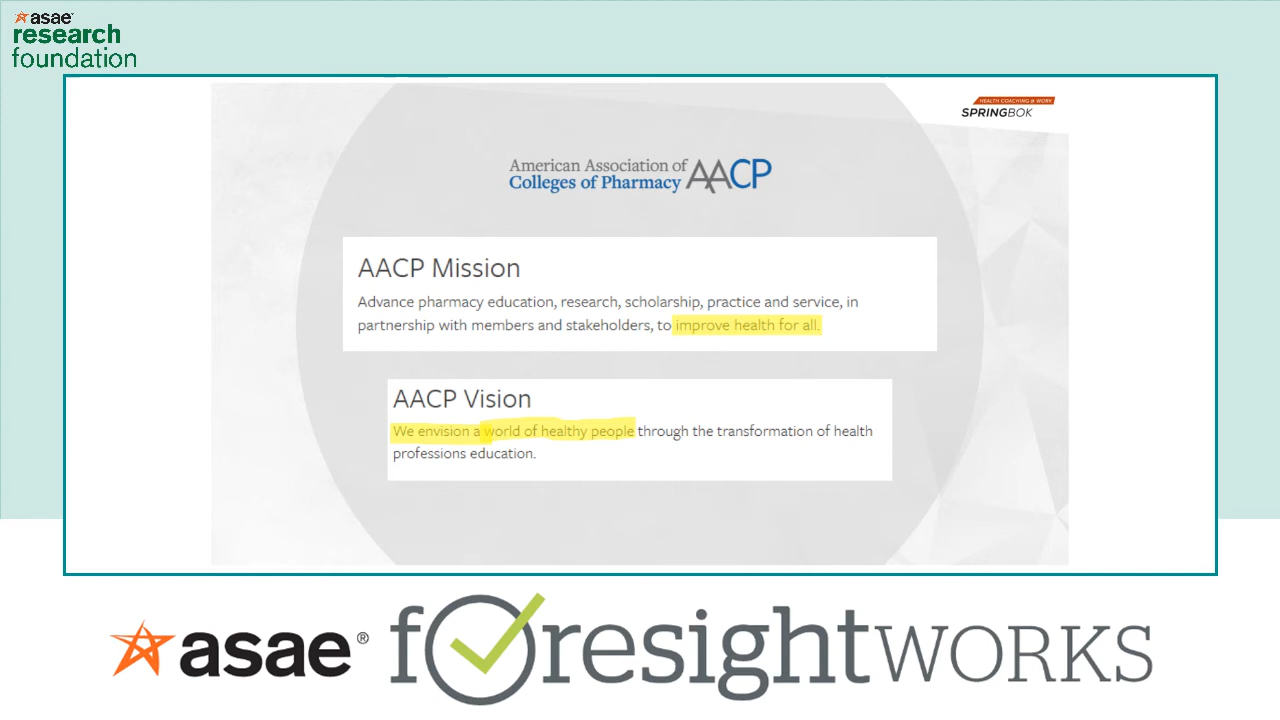 asae
research
foundation
HEALTH COACHING @ WORK
SPRINGBOK
American Association of
Colleges of Pharmacy AACP
AACP Mission
Advance pharmacy education, research, scholarship, practice and service, in
partnership with members and stakeholders, to improve health for all.
AACP Vision
We envision a world of healthy people through the transformation of health
professions education.
asae® foresightWORKS